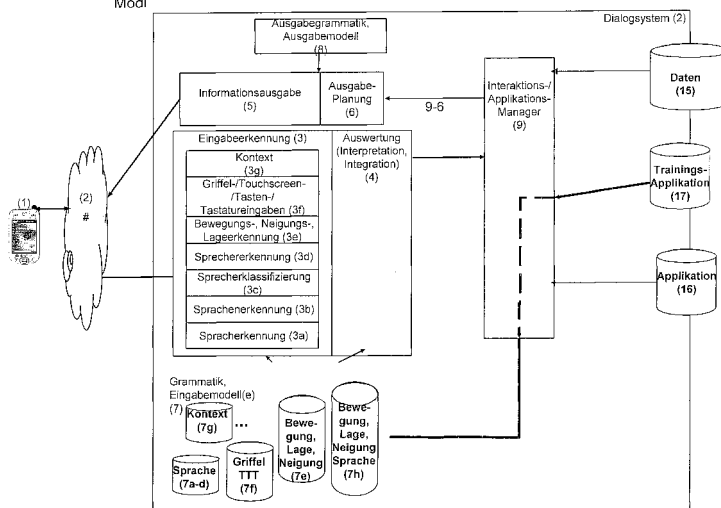 Modi
Dialogsystem (2)
Ausgabegrammatik,
Ausgabemodell
(8)
Informationsausgabe
(5)
Ausgabe-
Planung
(6)
9-6
Interaktions-/
Applikations-
Manager
(9)
Daten
(15)
Eingabeerkennung (3)
Kontext
(3g)
Griffel-/Touchscreen-
/Tasten-/
Tastatureingaben
(3f)
Bewegungs-, Neigungs-,
Lageerkennung (3e)
Sprechererkennung (3d)
Sprecherklassifizierung
(3c)
Sprachenerkennung (3b)
Spracherkennung (3a)
Auswertung
(Interpretation,
Integration)
(4)
Trainings-
Applikation
(17)
Applikation
(16)
(1)
(2)
#
Grammatik,
Eingabemodell(e)
(7)
Kontext
(7g)
...
Sprache
(7a-d)
Griffel
TTT
(7f)
Bewe-
gung,
Lage,
Neigung
(7e)
Bewe-
gung,
Lage,
Neigung
Sprache
(7h)